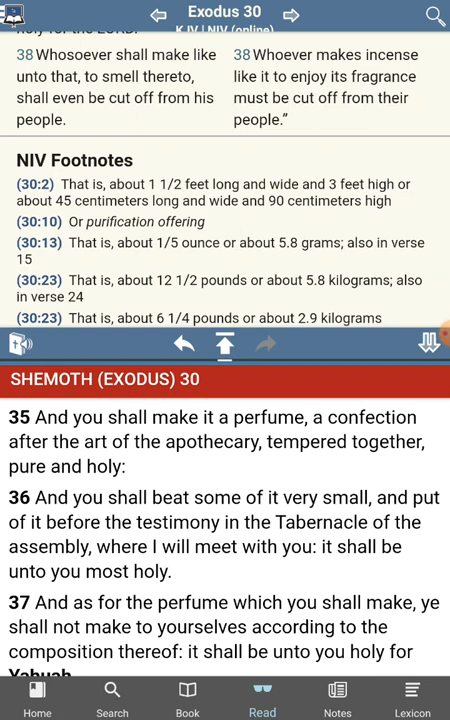 Exodus 30
KJV | NIV (online)
holy for the LORD.
38 Whosoever shall make like
unto that, to smell thereto,
shall even be cut off from his
people.
38 Whoever makes incense
like it to enjoy its fragrance
must be cut off from their
people.”
NIV Footnotes
(30:2) That is, about 1 1/2 feet long and wide and 3 feet high or
about 45 centimeters long and wide and 90 centimeters high
(30:10) Or purification offering
(30:13) That is, about 1/5 ounce or about 5.8 grams; also in verse
15
(30:23) That is, about 12 1/2 pounds or about 5.8 kilograms; also
in verse 24
(30:23) That is, about 6 1/4 pounds or about 2.9 kilograms
SHEMOTH (EXODUS) 30
35 And you shall make it a perfume, a confection
after the art of the apothecary, tempered together,
pure and holy:
36 And you shall beat some of it very small, and put
of it before the testimony in the Tabernacle of the
assembly, where I will meet with you: it shall be
unto you most holy.
37 And as for the perfume which you shall make, ye
shall not make to yourselves according to the
composition thereof: it shall be unto you holy for
Yahuah
Home
Search
Book
Read
Notes
Lexicon